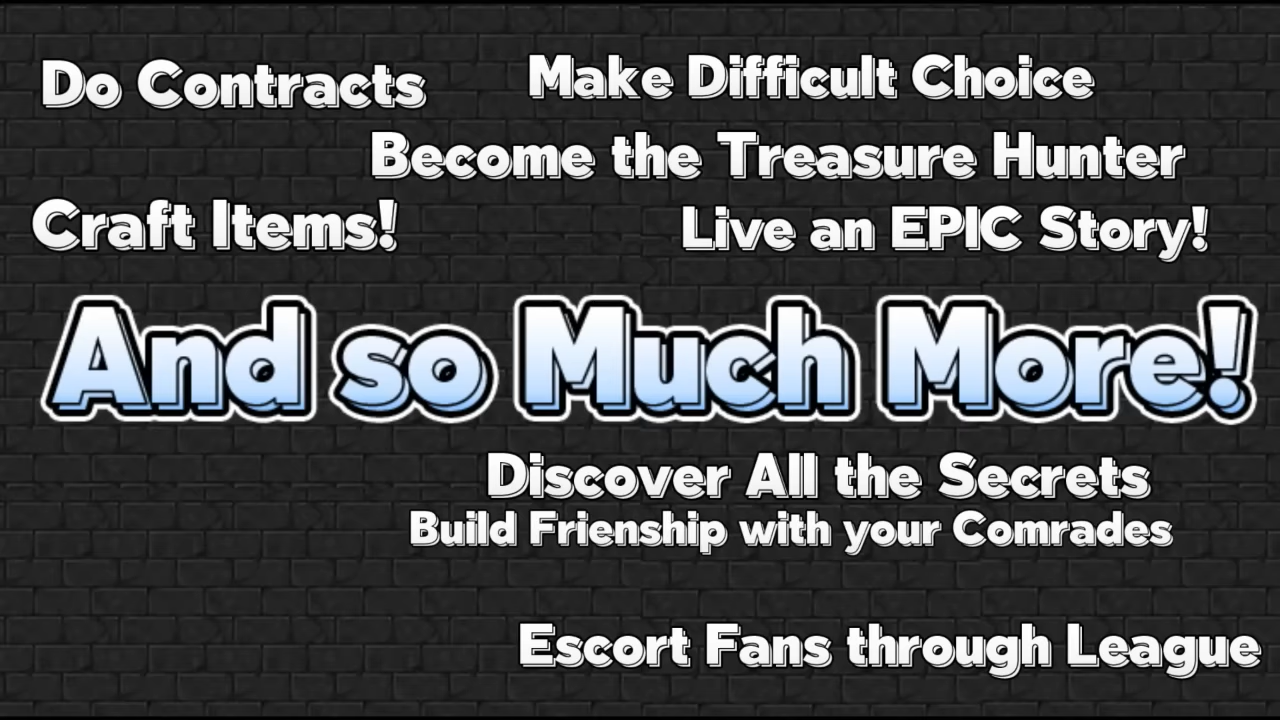 Do Contracts
Make Difficult Choice
Become the Treasure Hunter
Craft Items!
Live an EPIC Story!
And so Much More!
Discover All the Secrets
Build Frienship with your Comrades
Escort Fans through League